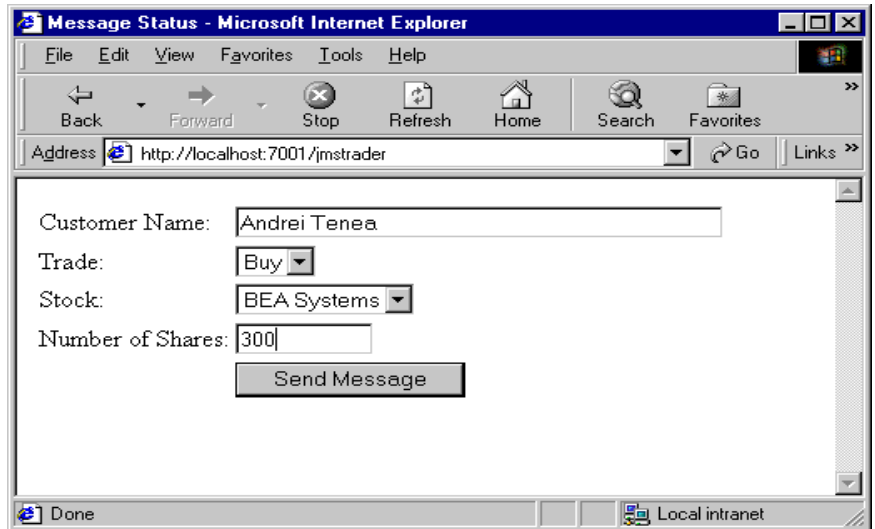 Message Status - Microsoft Internet Explorer
File Edit View Favorites Tools Help
Back Forward Stop Refresh Home Search Favorites »
Address http://localhost:7001/jmstrader Go Links »
Customer Name: Andrei Tenea
Trade: Buy
Stock: BEA Systems
Number of Shares: 300
Send Message
Done Local intranet